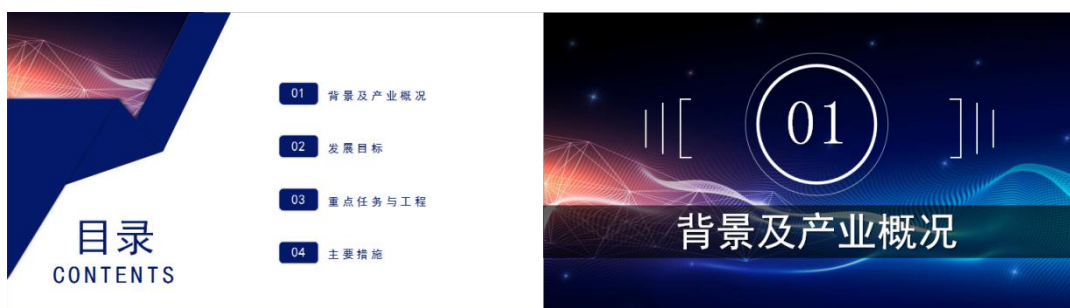 目录
CONTENTS
01 背景及产业概况
02 发展目标
03 重点任务与工程
04 主要措施
01
背景及产业概况